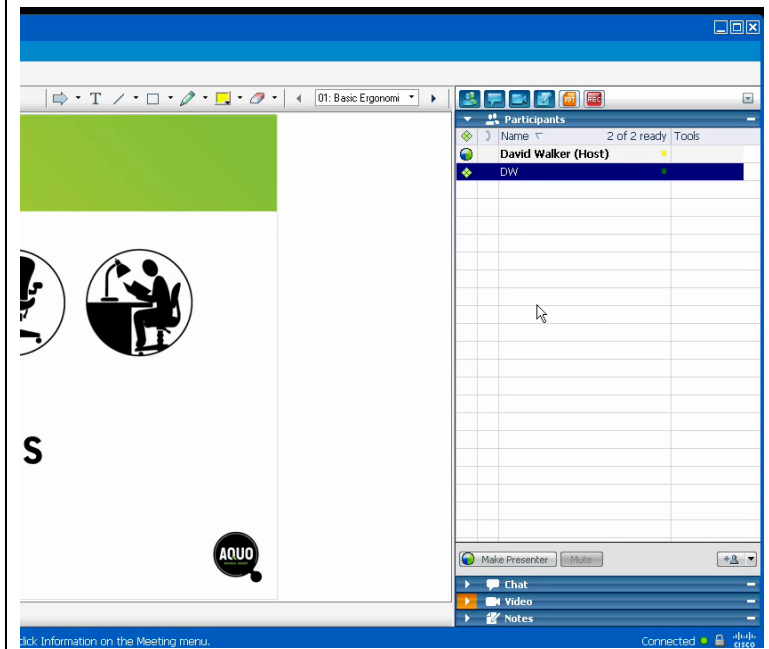 T
01: Basic Ergonomi
REC
Participants
Name
2 of 2 ready
Tools
David Walker (Host)
DW
S
AQUO
Make Presenter
Mute
Chat
Video
Notes
click Information on the Meeting menu.
Connected
CISCO